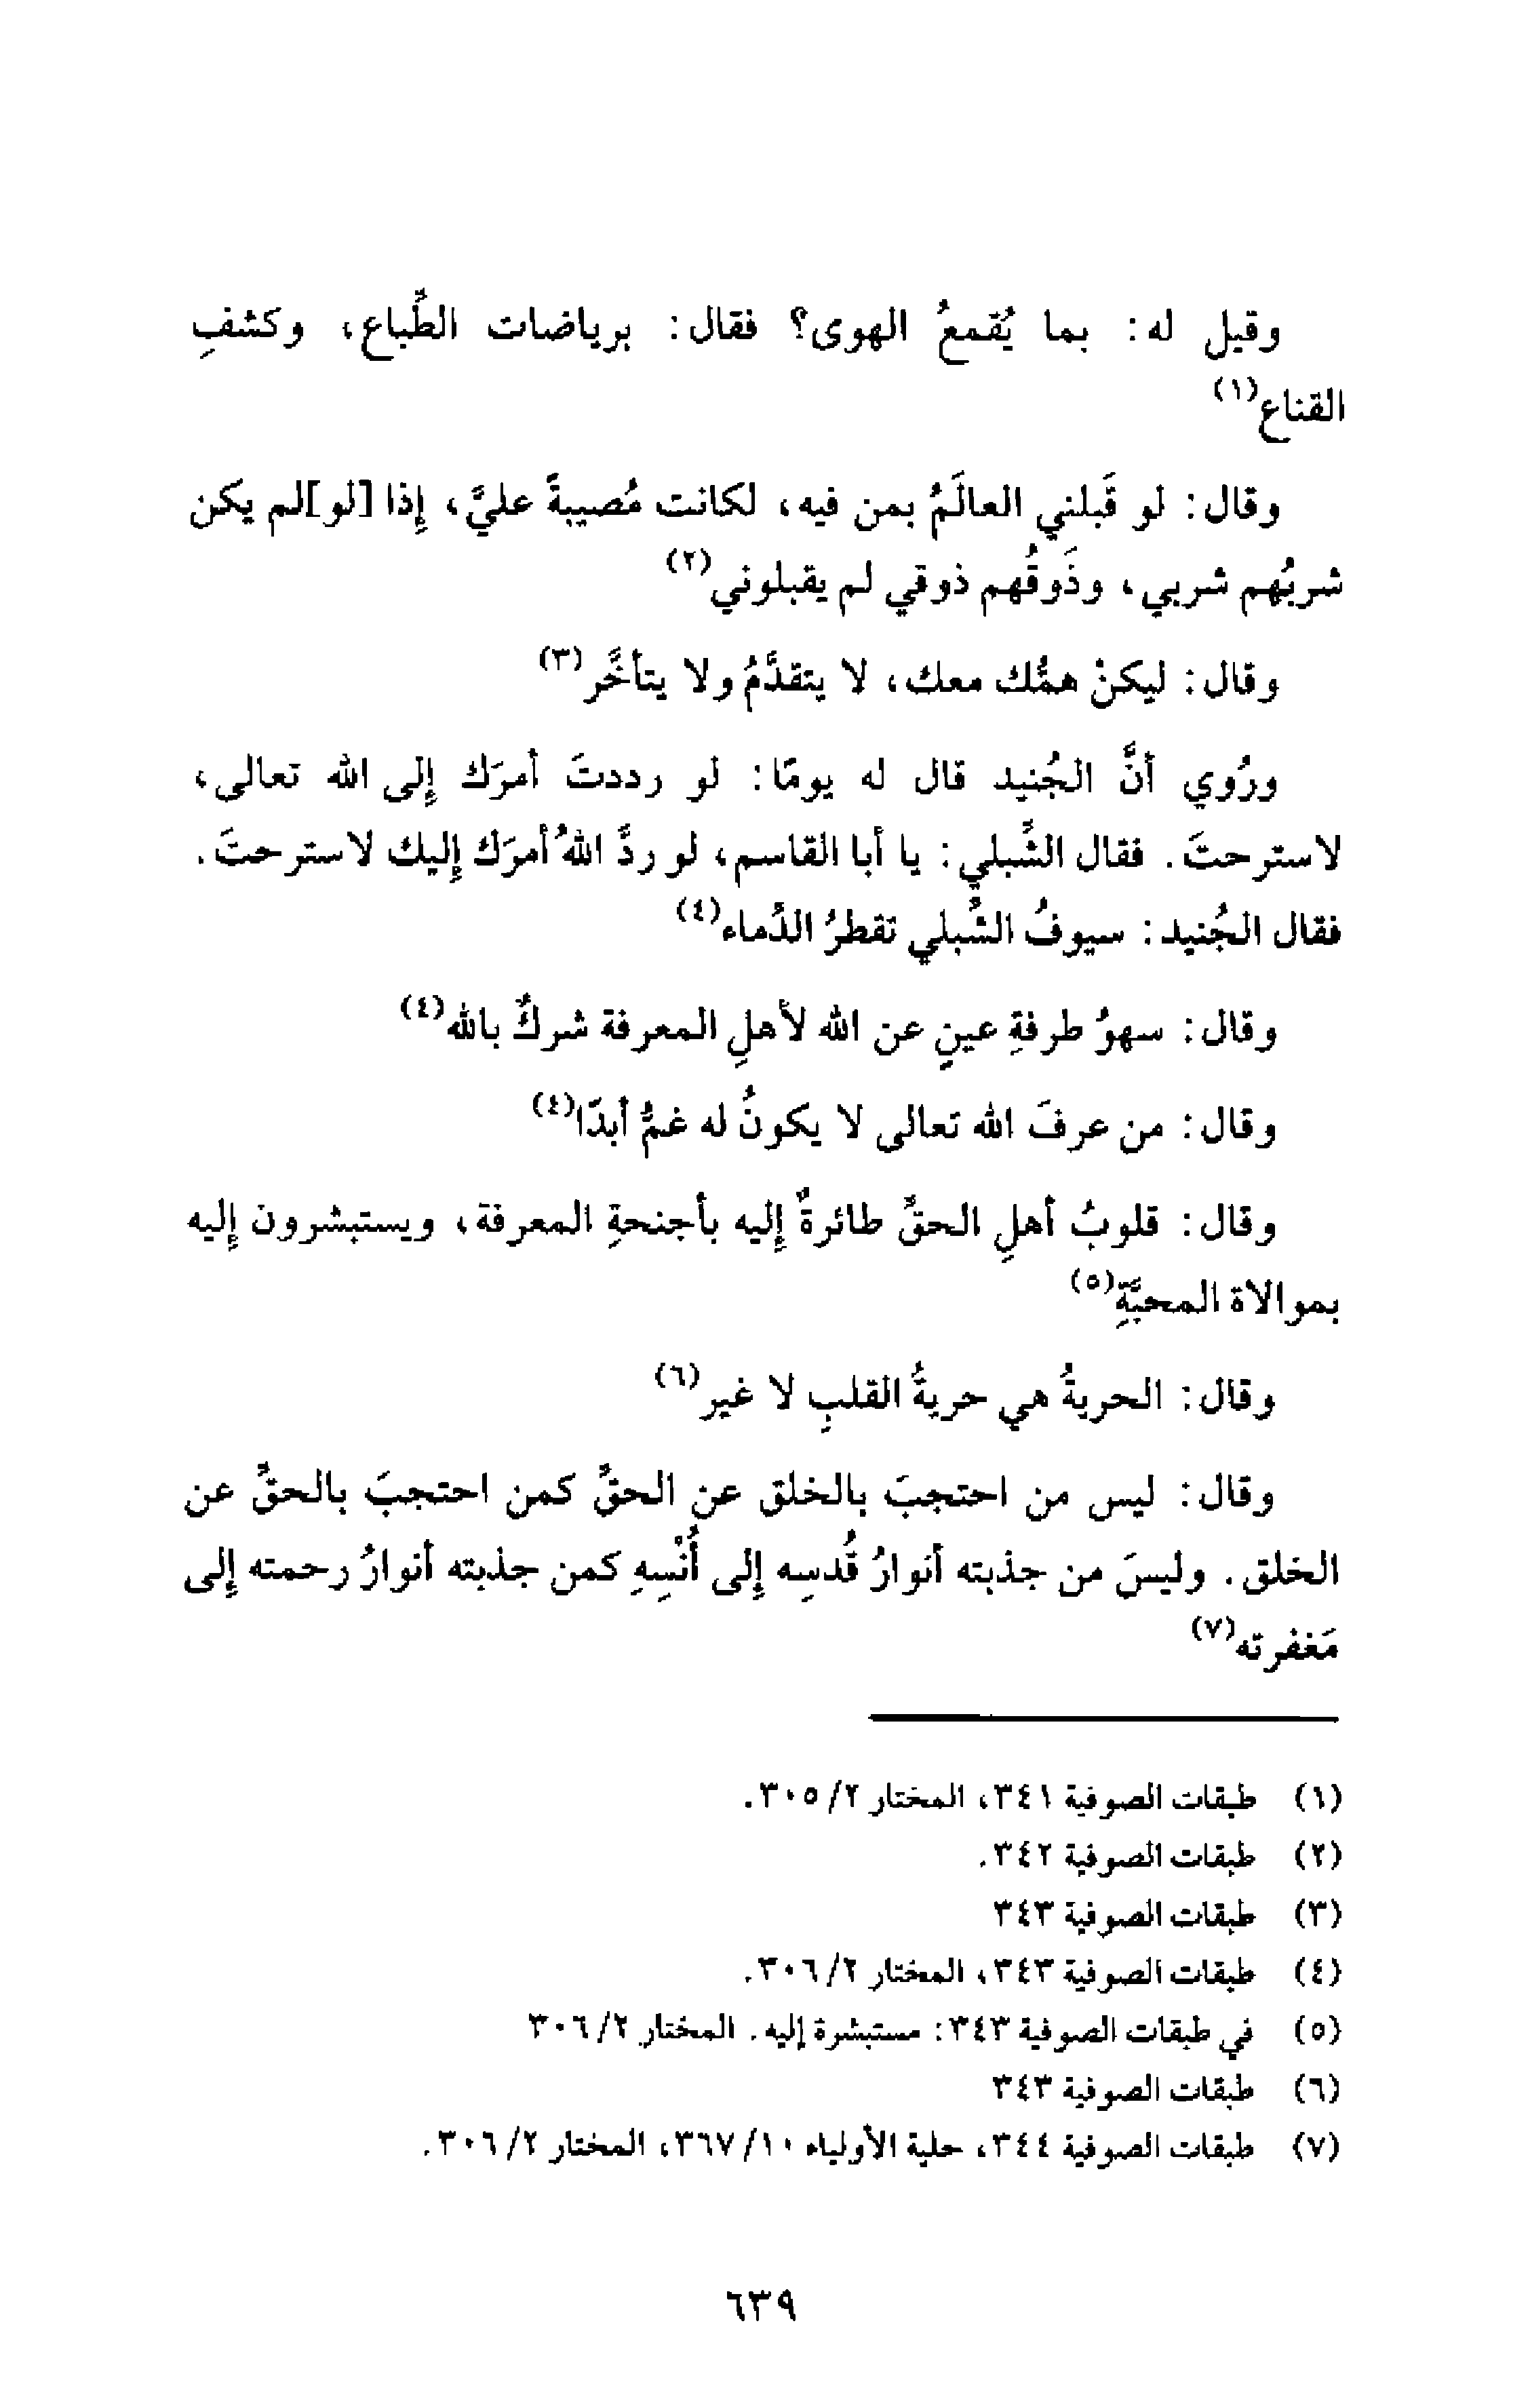 وقيل له: بما يُقمعُ الهوى؟ فقال: برياضات الطِّباع، وكشفِ
القناع(١)
وقال: لو قَبلني العالَمُ بمن فيه، لكانت مُصيبةً عليَّ، إذا [لو]لم يكن
شربُهم شربي، وذَوقُهم ذوقي لم يقبلوني(٢)
وقال: ليكنْ همُّك معك، لا يتقدَّمُ ولا يتأخَّر(٣)
ورُوي أنَّ الجُنيد قال له يومًا: لو رددتَ أمرَك إلى الله تعالى،
لاسترحتَ. فقال الشِّبلي: يا أبا القاسم، لو ردَّ اللهُ أمرَك إليك لاسترحتَ.
فقال الجُنيد: سيوفُ الشِّبلي تقطرُ الدِّماء(٤)
وقال: سهوُ طرفةِ عينٍ عن الله لأهلِ المعرفة شركٌ بالله(٤)
وقال: من عرفَ الله تعالى لا يكونُ له غمٌّ أبدًا(٤)
وقال: قلوبُ أهلِ الحقِّ طائرةٌ إليه بأجنحةِ المعرفة، ويستبشرون إليه
بموالاة المحبَّةِ(٥)
وقال: الحريةُ هي حريةُ القلبِ لا غير(٦)
وقال: ليس من احتجبَ بالخلق عن الحقِّ كمن احتجبَ بالحقِّ عن
الخلق. وليسَ من جذبته أنوارُ قُدسِه إلى أُنْسِهِ كمن جذبته أنوارُ رحمته إلى
مَغفرته(٧)
(١) طبقات الصوفية ٣٤١، المختار ٢/ ٣٠٥.
(٢) طبقات الصوفية ٣٤٢.
(٣) طبقات الصوفية ٣٤٣
(٤) طبقات الصوفية ٣٤٣، المختار ٢/ ٣٠٦.
(٥) في طبقات الصوفية ٣٤٣: مستبشرة إليه. المختار ٢/ ٣٠٦
(٦) طبقات الصوفية ٣٤٣
(٧) طبقات الصوفية ٣٤٤، حلية الأولياء ١٠/ ٣٦٧، المختار ٢/ ٣٠٦.
٦٣٩